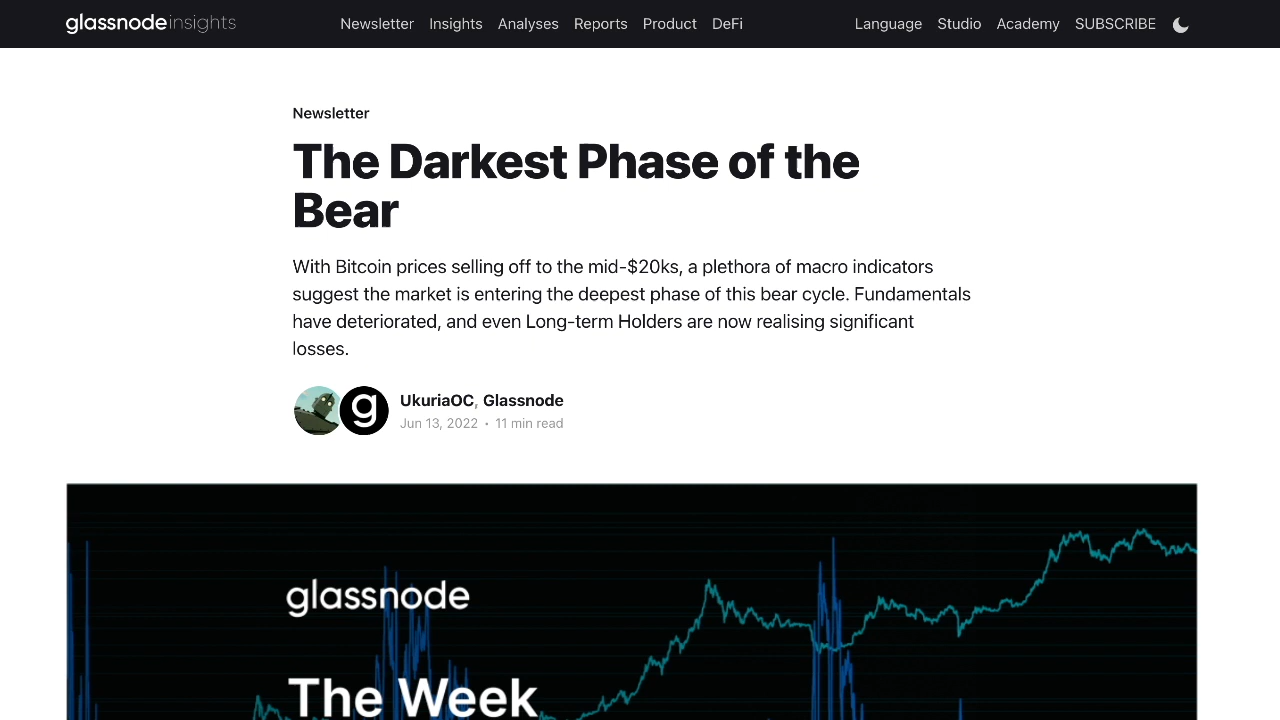 glassnode insights Newsletter Insights Analyses Reports Product DeFi Language Studio Academy SUBSCRIBE
Newsletter
The Darkest Phase of the
Bear
With Bitcoin prices selling off to the mid-$20ks, a plethora of macro indicators
suggest the market is entering the deepest phase of this bear cycle. Fundamentals
have deteriorated, and even Long-term Holders are now realising significant
losses.
g
UkuriaOC, Glassnode
Jun 13, 2022 • 11 min read
glassnode
The Week